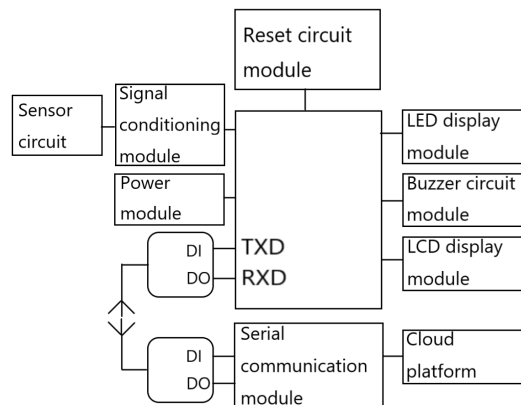 Reset circuit
module
Sensor
circuit
Signal
conditioning
module
LED display
module
Power
module
Buzzer circuit
module
DI
DO
TXD
RXD
LCD display
module
DI
DO
Serial
communication
module
Cloud
platform